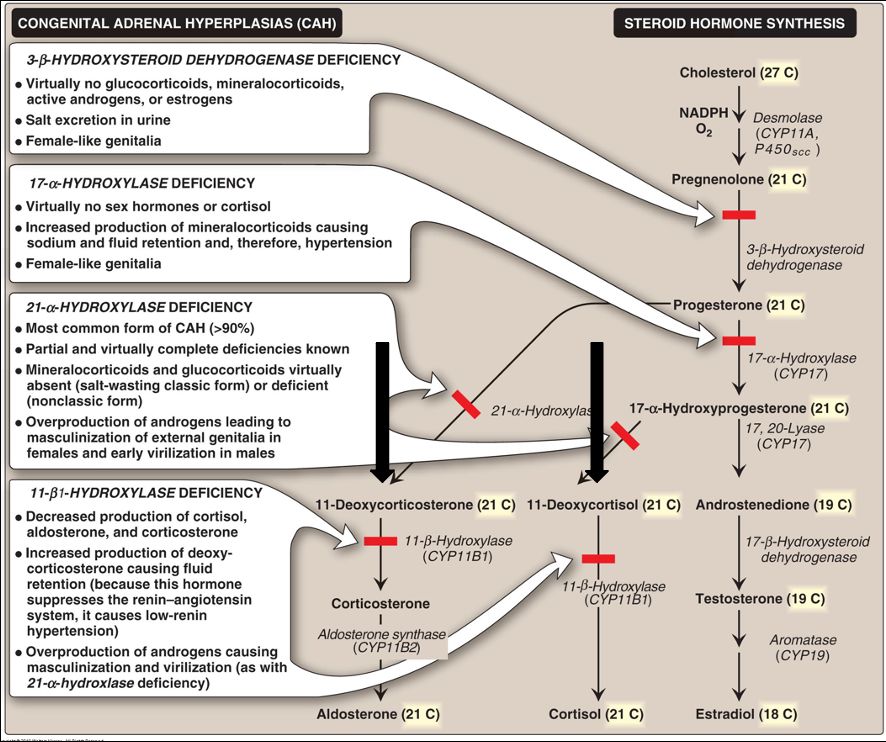 CONGENITAL ADRENAL HYPERPLASIAS (CAH)
STEROID HORMONE SYNTHESIS
3-β-HYDROXYSTEROID DEHYDROGENASE DEFICIENCY
● Virtually no glucocorticoids, mineralocorticoids,
active androgens, or estrogens
● Salt excretion in urine
● Female-like genitalia
17-α-HYDROXYLASE DEFICIENCY
● Virtually no sex hormones or cortisol
● Increased production of mineralocorticoids causing
sodium and fluid retention and, therefore, hypertension
● Female-like genitalia
21-α-HYDROXYLASE DEFICIENCY
● Most common form of CAH (>90%)
● Partial and virtually complete deficiencies known
● Mineralocorticoids and glucocorticoids virtually
absent (salt-wasting classic form) or deficient
(nonclassic form)
● Overproduction of androgens leading to
masculinization of external genitalia in
females and early virilization in males
11-β1-HYDROXYLASE DEFICIENCY
● Decreased production of cortisol,
aldosterone, and corticosterone
● Increased production of deoxy-
corticosterone causing fluid
retention (because this hormone
suppresses the renin–angiotensin
system, it causes low-renin
hypertension)
● Overproduction of androgens causing
masculinization and virilization (as with
21-α-hydroxlase deficiency)
Cholesterol (27 C)
NADPH
O2
Desmolase
(CYP11A,
P450scc )
Pregnenolone (21 C)
3-β-Hydroxysteroid
dehydrogenase
Progesterone (21 C)
17-α-Hydroxylase
(CYP17)
21-α-Hydroxylas
17-α-Hydroxyprogesterone (21 C)
17, 20-Lyase
(CYP17)
11-Deoxycorticosterone (21 C)
11-Deoxycortisol (21 C)
Androstenedione (19 C)
11-β-Hydroxylase
(CYP11B1)
17-β-Hydroxysteroid
dehydrogenase
11-β-Hydroxylase
(CYP11B1)
Corticosterone
Testosterone (19 C)
Aldosterone synthase
(CYP11B2)
Aromatase
(CYP19)
Aldosterone (21 C)
Cortisol (21 C)
Estradiol (18 C)